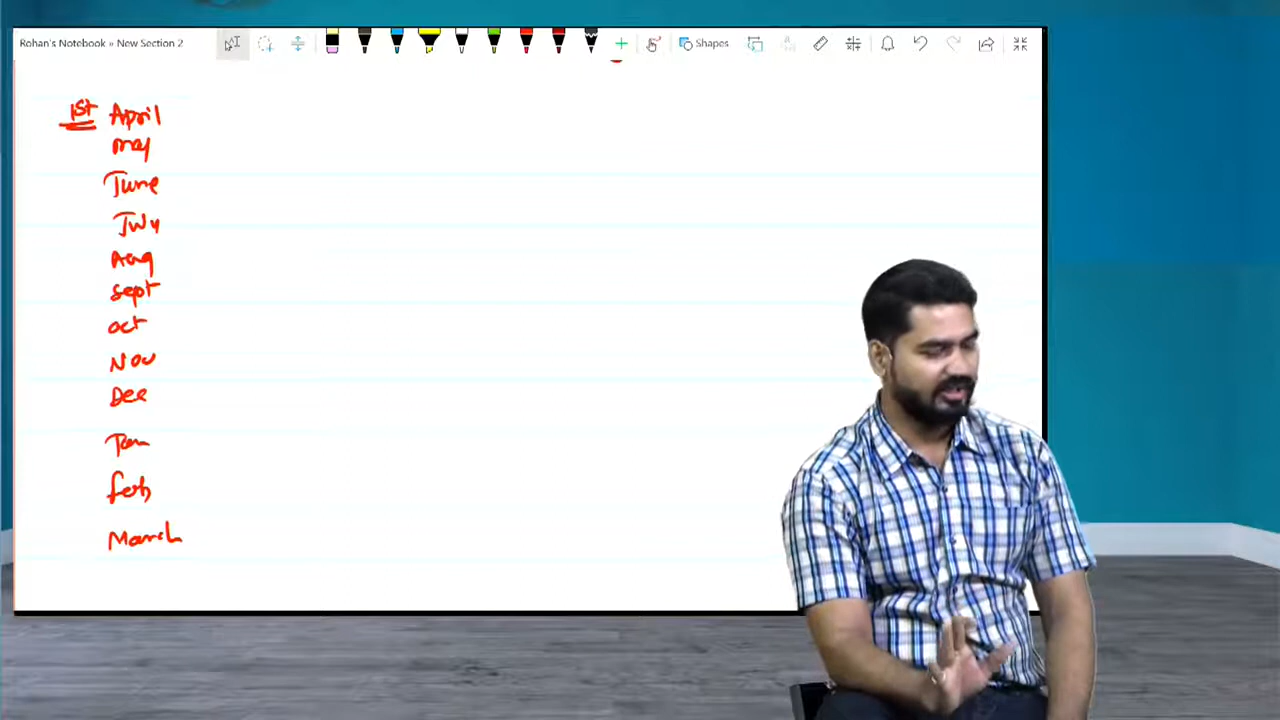 Rohan's Notebook » New Section 2
Shapes
1st April
May
June
July
Aug
Sept
Oct
Nov
Dec
Jan
Feb
March